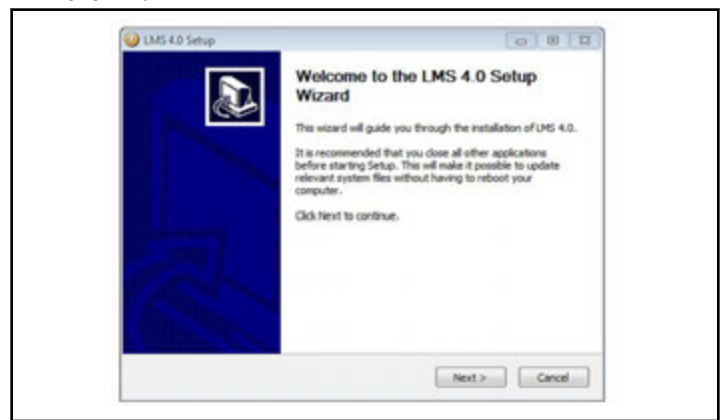 LMS 4.0 Setup
Welcome to the LMS 4.0 Setup
Wizard
This wizard will guide you through the installation of LMS 4.0.
It is recommended that you close all other applications
before starting Setup. This will make it possible to update
relevant system files without having to reboot your
computer.
Click Next to continue.
Next >
Cancel